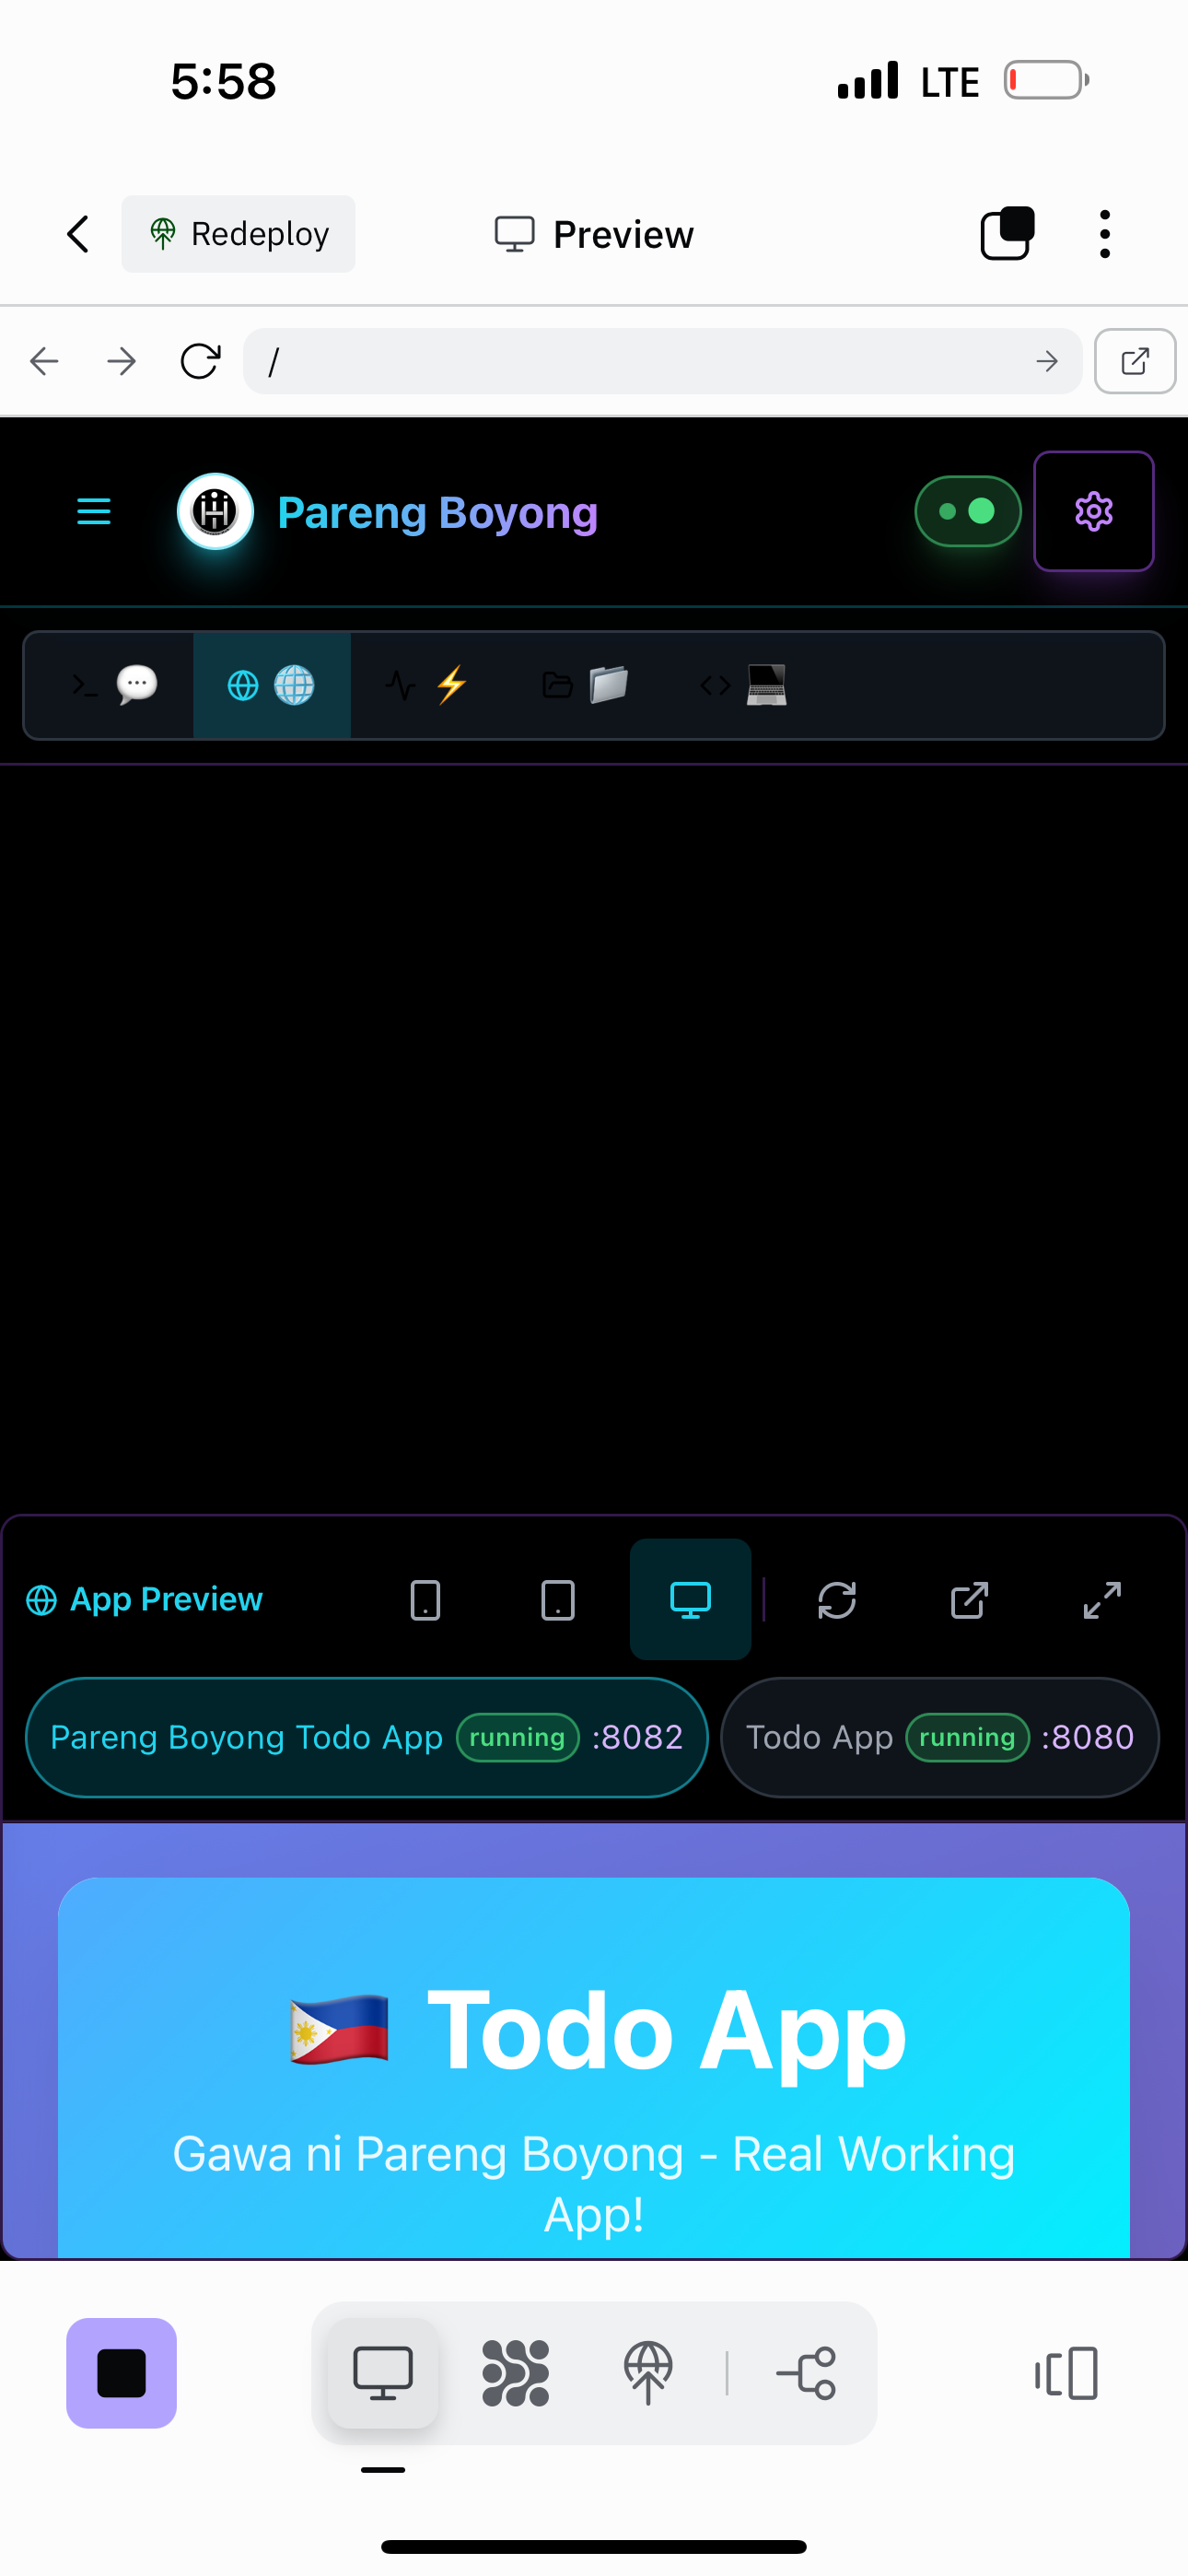 5:58
LTE
Redeploy
Preview
/
Pareng Boyong
App Preview
Pareng Boyong Todo App running :8082
Todo App running :8080
Todo App
Gawa ni Pareng Boyong - Real Working
App!